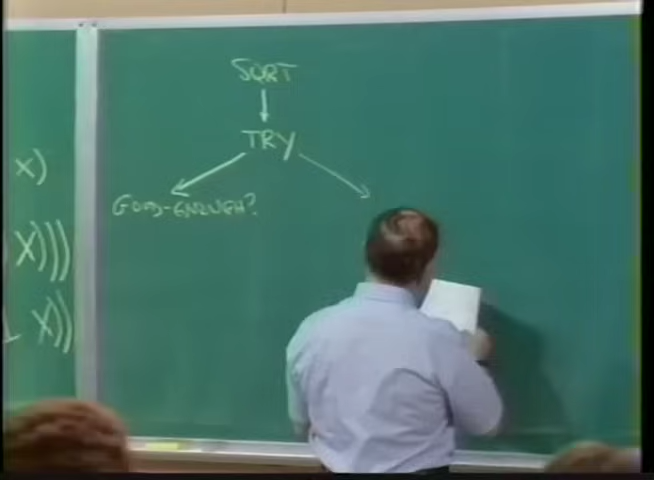 SQRT
TRY
GOOD-ENOUGH?
X)
X)))
X))